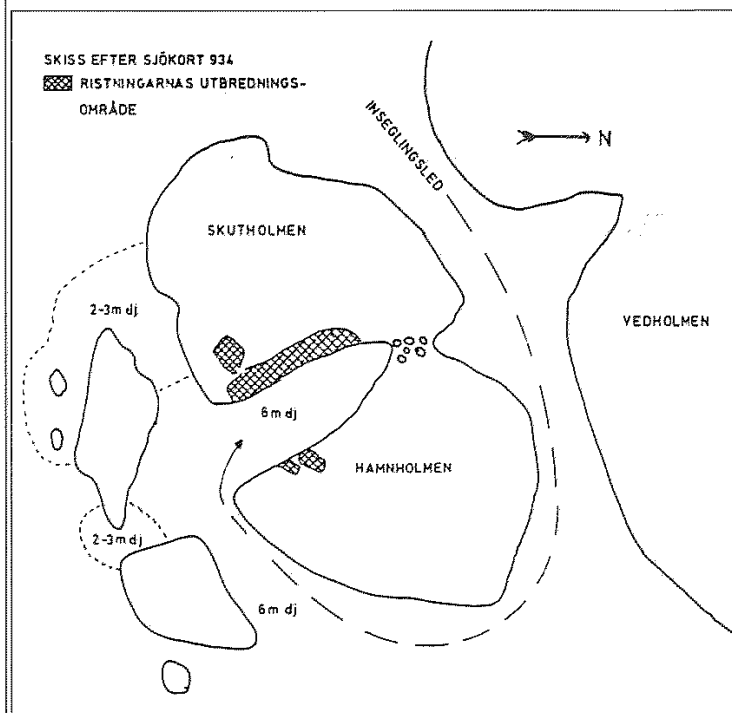 SKISS EFTER SJÖKORT 934
RISTNINGARNAS UTBREDNINGS-
OMRÅDE
INSEGLINGSLED
N
SKUTHOLMEN
2-3m dj
VEDHOLMEN
6m dj
HAMNHOLMEN
2-3m dj
6m dj